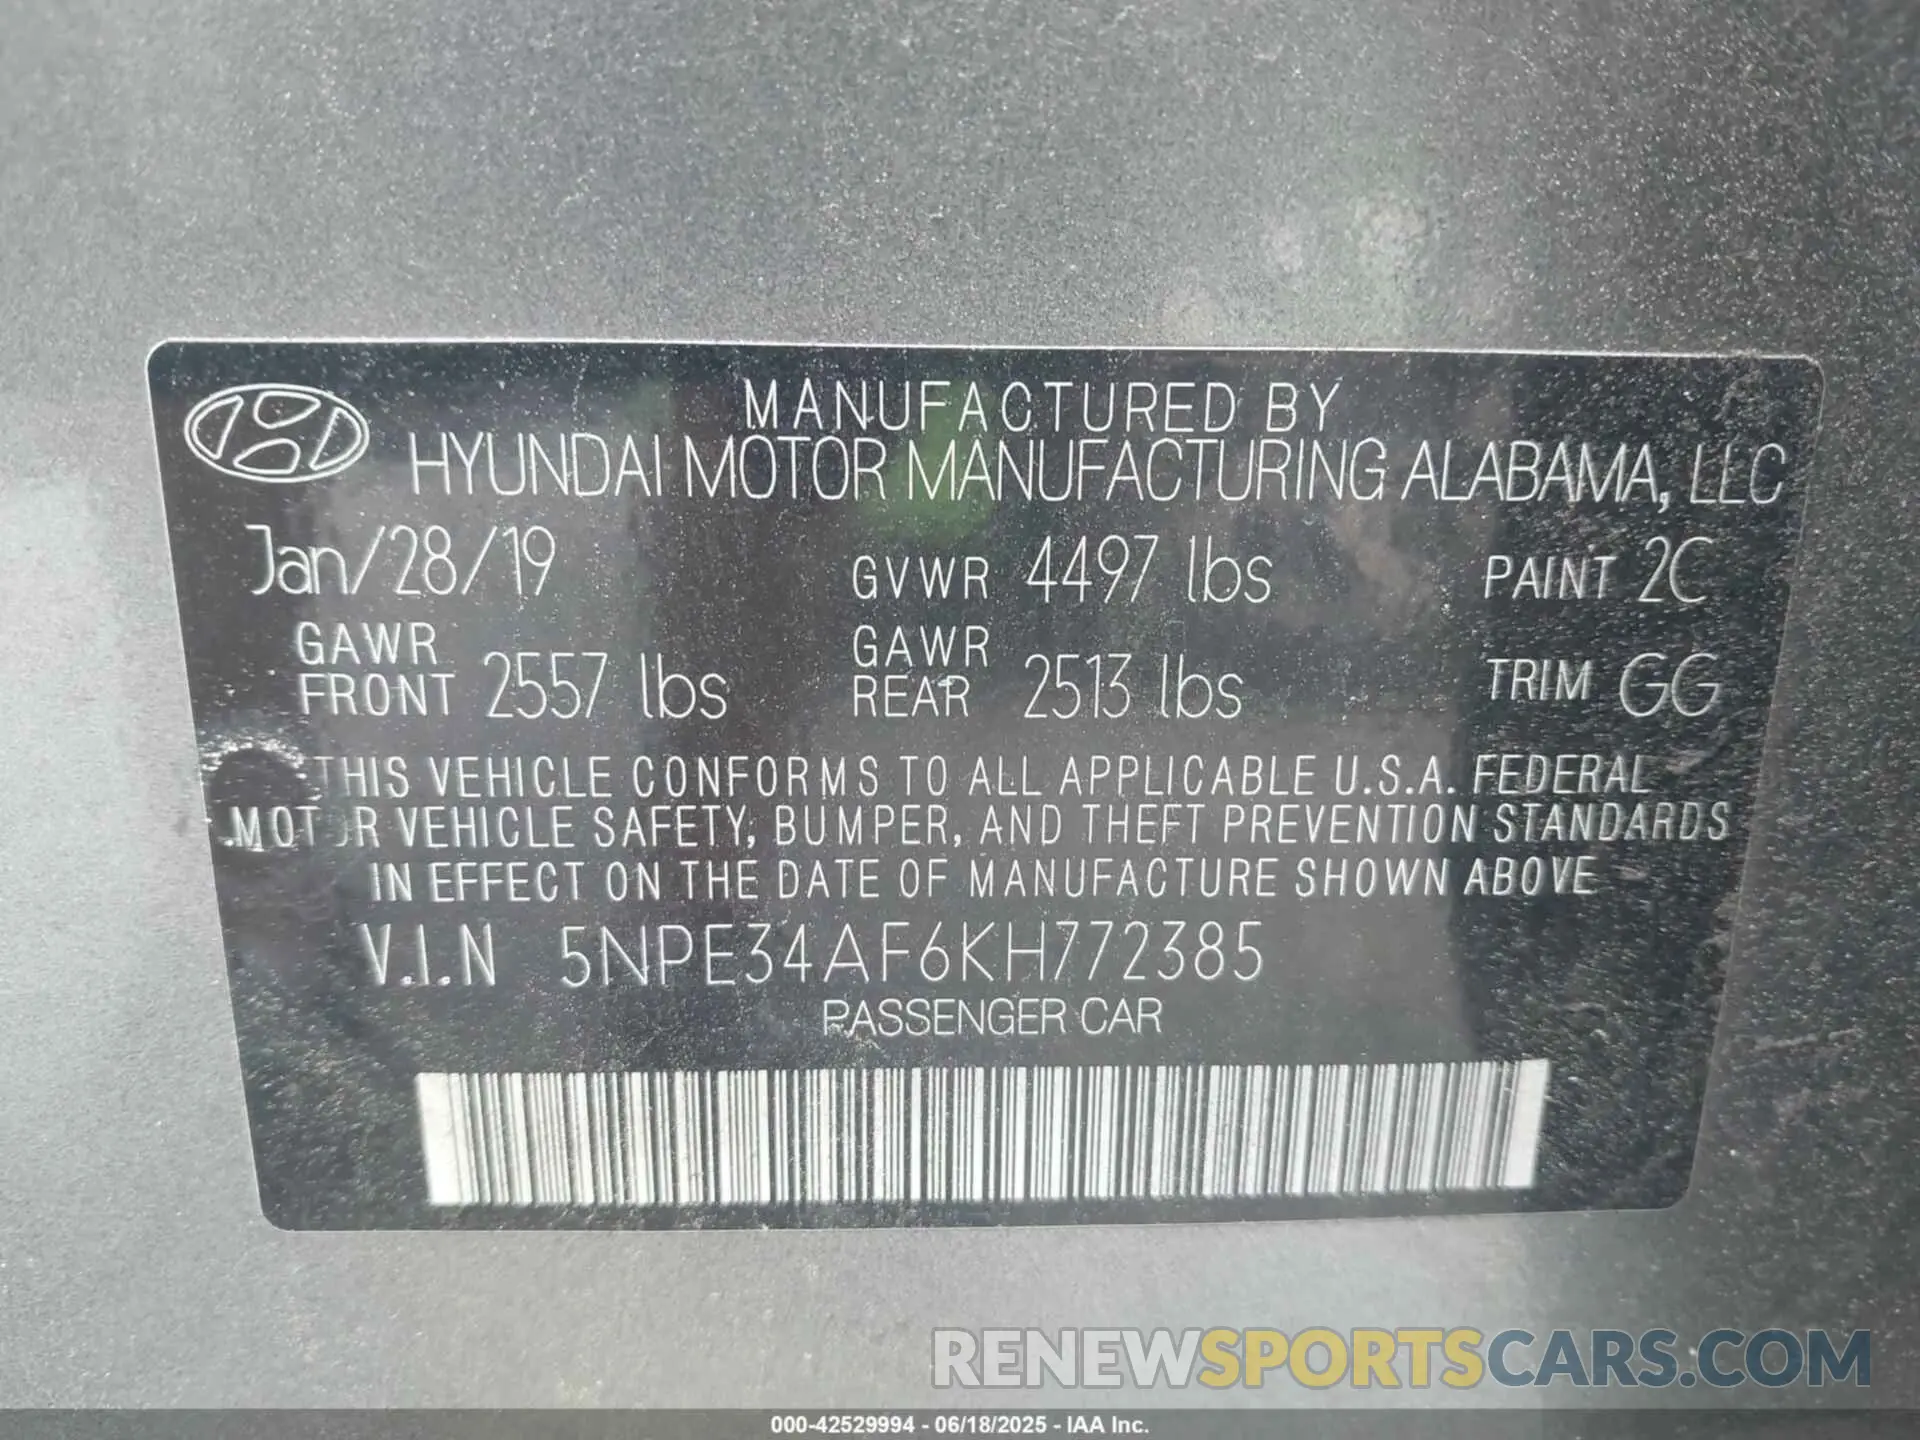 MANUFACTURED BY
HYUNDAI MOTOR MANUFACTURING ALABAMA, LLC
Jan/28/19 GVWR 4497 lbs PAINT 2C
GAWR FRONT 2557 lbs GAWR REAR 2513 lbs TRIM GG
THIS VEHICLE CONFORMS TO ALL APPLICABLE U.S.A. FEDERAL
MOTOR VEHICLE SAFETY, BUMPER, AND THEFT PREVENTION STANDARDS
IN EFFECT ON THE DATE OF MANUFACTURE SHOWN ABOVE
V.I.N 5NPE34AF6KH772385
PASSENGER CAR
RENEWSPORTSCARS.COM
000-42529994 - 06/18/2025 - IAA Inc.